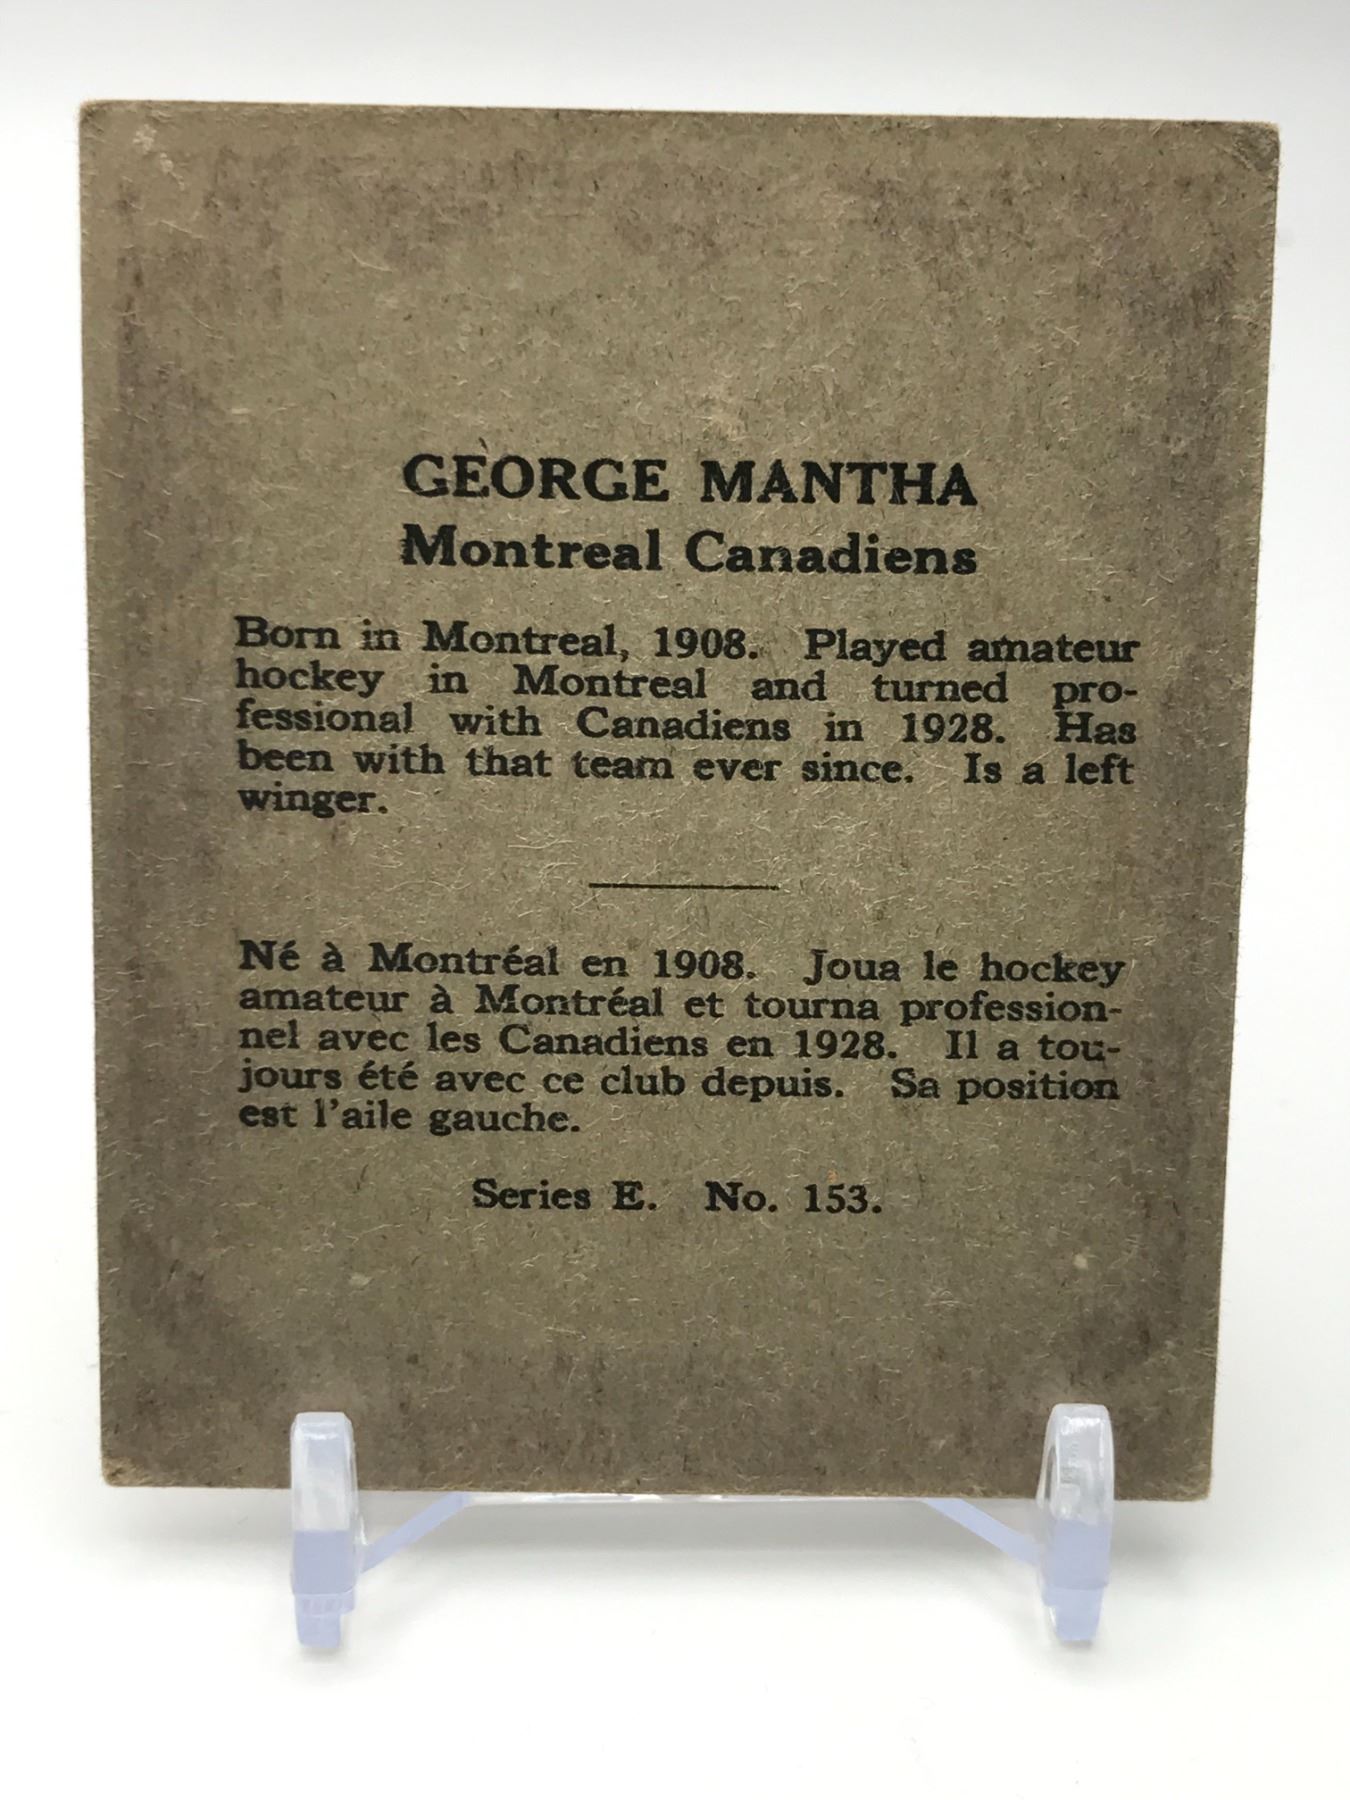 GEORGE MANTHA
Montreal Canadiens
Born in Montreal, 1908. Played amateur
hockey in Montreal and turned pro-
fessional with Canadiens in 1928. Has
been with that team ever since. Is a left
winger.
Né à Montréal en 1908. Joua le hockey
amateur à Montréal et tourna profession-
nel avec les Canadiens en 1928. Il a tou-
jours été avec ce club depuis. Sa position
est l'aile gauche.
Series E. No. 153.